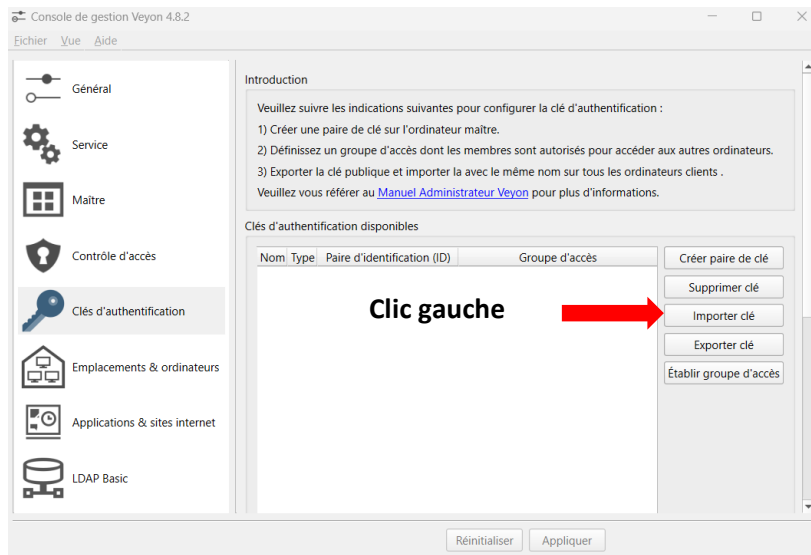 Console de gestion Veyon 4.8.2
Fichier Vue Aide
Général
Service
Maître
Contrôle d'accès
Clés d'authentification
Emplacements & ordinateurs
Applications & sites internet
LDAP Basic
Introduction
Veuillez suivre les indications suivantes pour configurer la clé d'authentification :
1) Créer une paire de clé sur l'ordinateur maître.
2) Définissez un groupe d'accès dont les membres sont autorisés pour accéder aux autres ordinateurs.
3) Exporter la clé publique et importer la avec le même nom sur tous les ordinateurs clients .
Veuillez vous référer au Manuel Administrateur Veyon pour plus d'informations.
Clés d'authentification disponibles
Nom Type Paire d'identification (ID) Groupe d'accès
Clic gauche
Créer paire de clé
Supprimer clé
Importer clé
Exporter clé
Établir groupe d'accès
Réinitialiser Appliquer